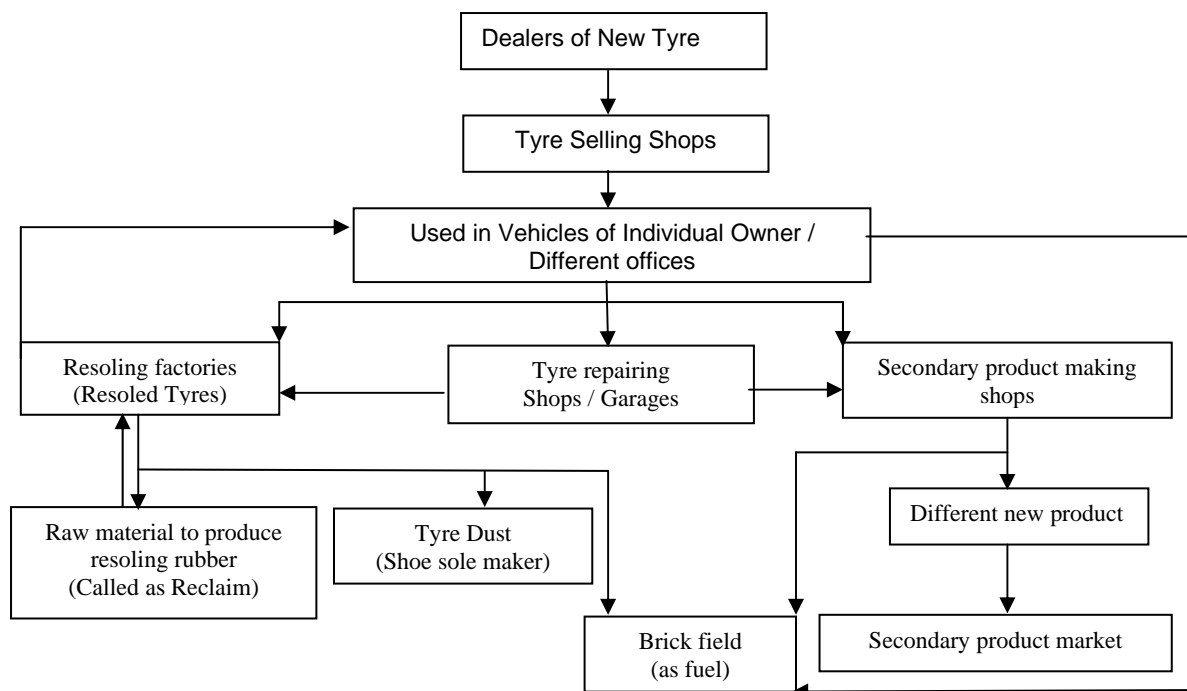 Dealers of New Tyre
Tyre Selling Shops
Used in Vehicles of Individual Owner /
Different offices
Resoling factories
(Resoled Tyres)
Tyre repairing
Shops / Garages
Secondary product making
shops
Raw material to produce
resoling rubber
(Called as Reclaim)
Tyre Dust
(Shoe sole maker)
Different new product
Brick field
(as fuel)
Secondary product market